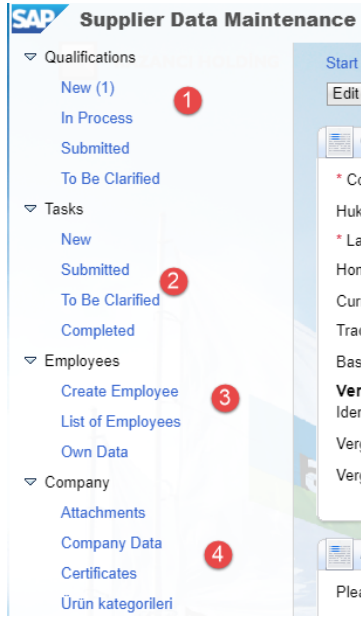 SAP Supplier Data Maintenance
Qualifications
New (1)
In Process
Submitted
To Be Clarified
1
Tasks
New
Submitted
To Be Clarified
Completed
2
Employees
Create Employee
List of Employees
Own Data
3
Company
Attachments
Company Data
Certificates
Ürün kategorileri
4
Start
Edit
* Co
Huk
* La
Hom
Cur
Trad
Bas
Ver
Iden
Verg
Verg
Plea